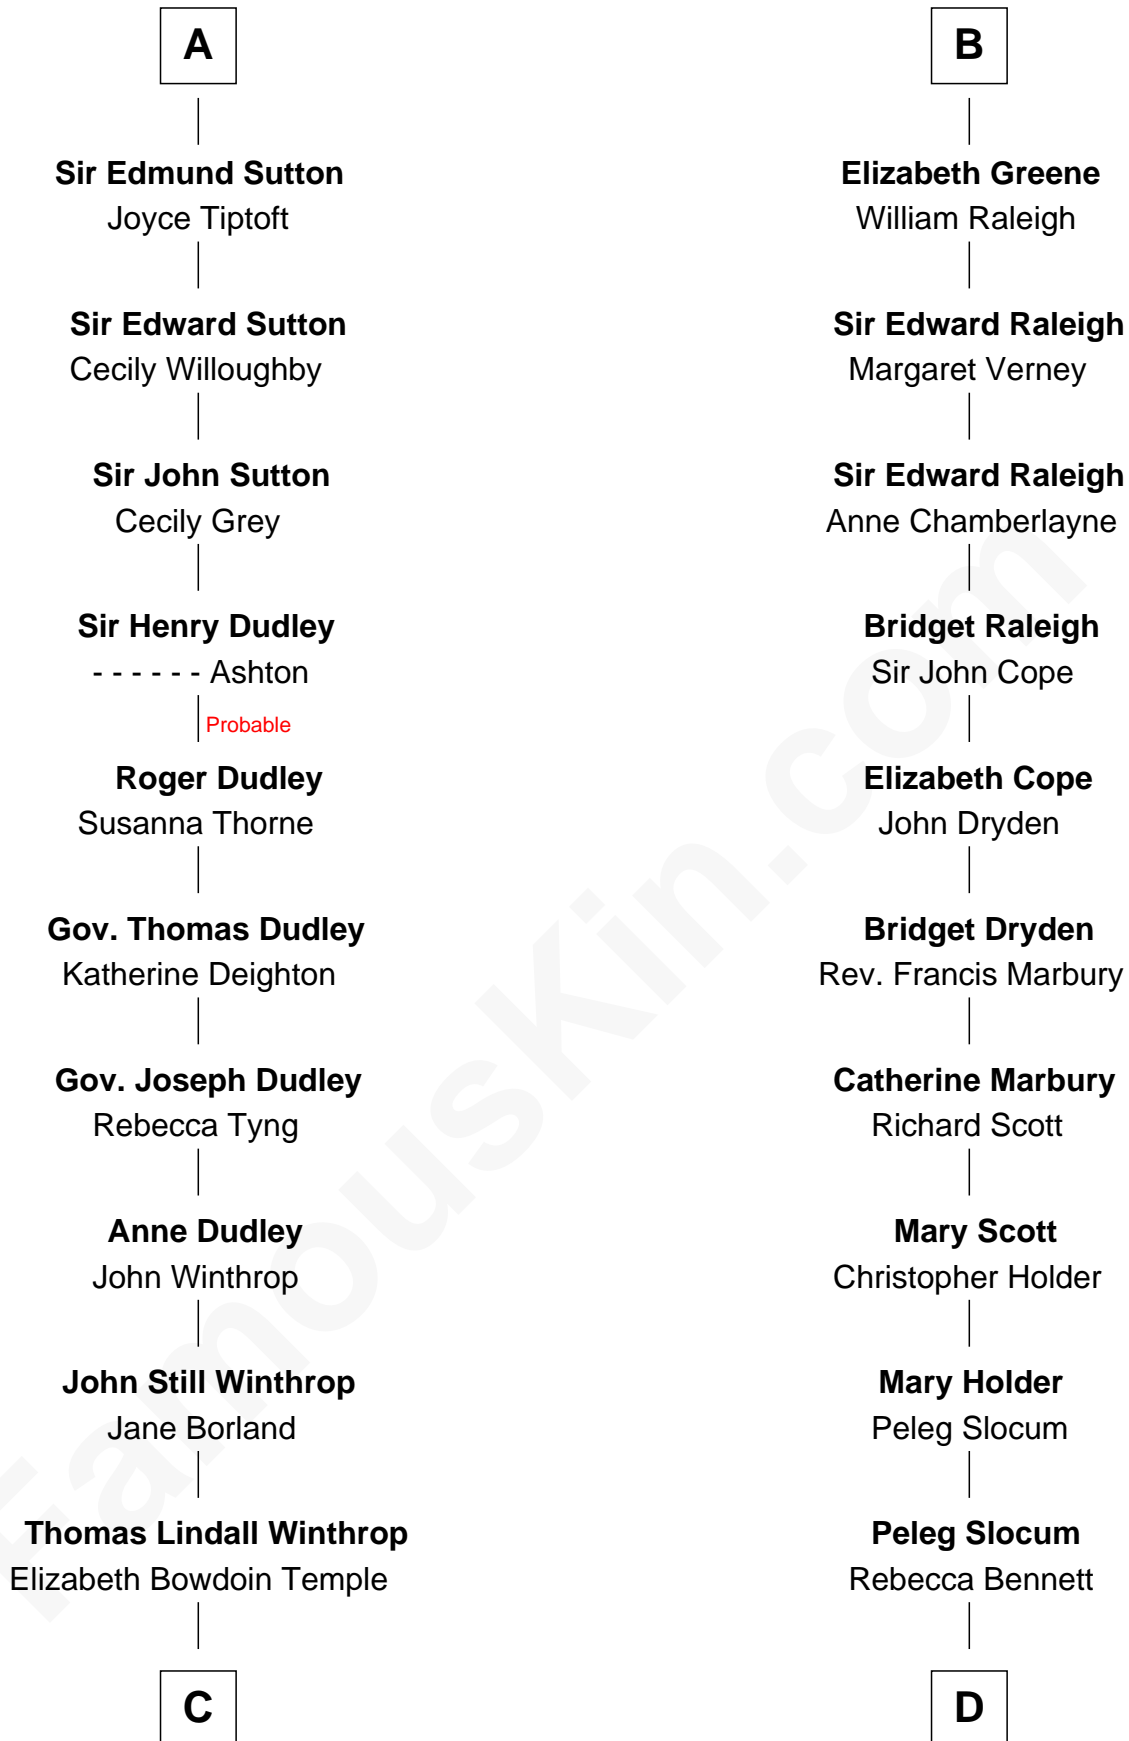 A
Sir Edmund Sutton
Joyce Tiptoft
Sir Edward Sutton
Cecily Willoughby
Sir John Sutton
Cecily Grey
Sir Henry Dudley
- - - - - - Ashton
Probable
Roger Dudley
Susanna Thorne
Gov. Thomas Dudley
Katherine Deighton
Gov. Joseph Dudley
Rebecca Tyng
Anne Dudley
John Winthrop
John Still Winthrop
Jane Borland
Thomas Lindall Winthrop
Elizabeth Bowdoin Temple
C
B
Elizabeth Greene
William Raleigh
Sir Edward Raleigh
Margaret Verney
Sir Edward Raleigh
Anne Chamberlayne
Bridget Raleigh
Sir John Cope
Elizabeth Cope
John Dryden
Bridget Dryden
Rev. Francis Marbury
Catherine Marbury
Richard Scott
Mary Scott
Christopher Holder
Mary Holder
Peleg Slocum
Peleg Slocum
Rebecca Bennett
D
FamousKin.com